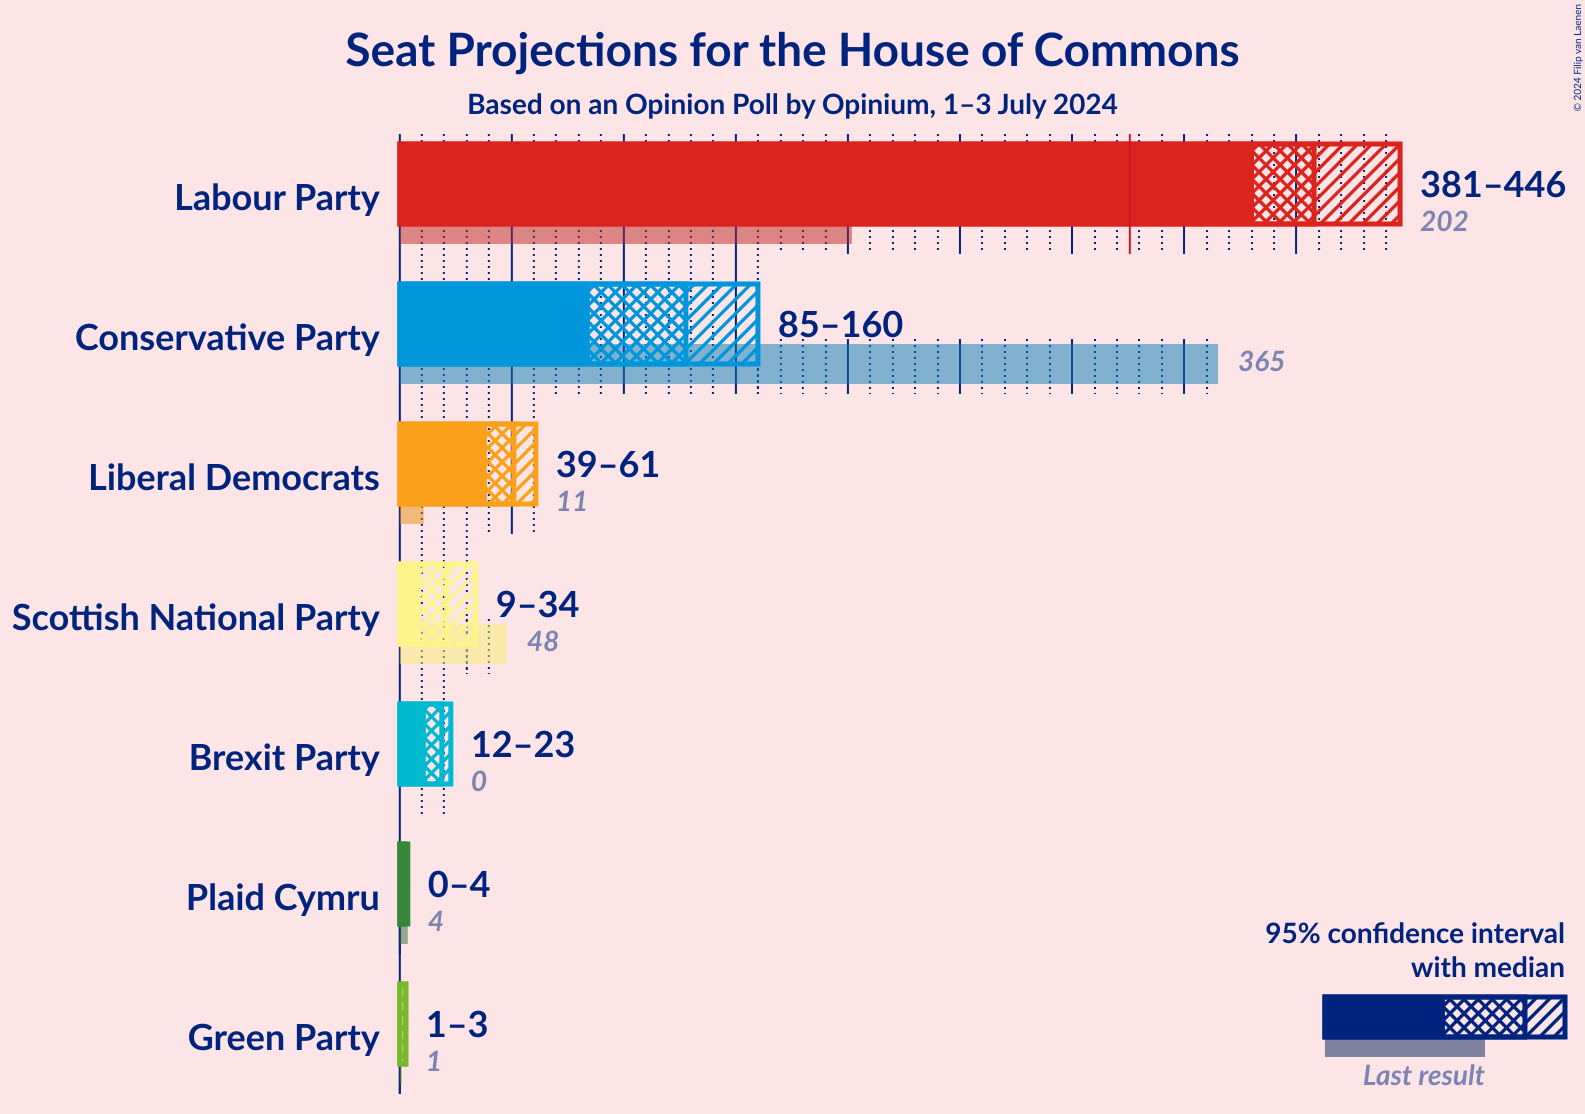 Seat Projections for the House of Commons
Based on an Opinion Poll by Opinium, 1–3 July 2024
© 2024 Filip van Laenen
Labour Party
381–446
202
Conservative Party
85–160
365
Liberal Democrats
39–61
11
Scottish National Party
9–34
48
Brexit Party
12–23
0
Plaid Cymru
0–4
4
Green Party
1–3
1
95% confidence interval
with median
Last result